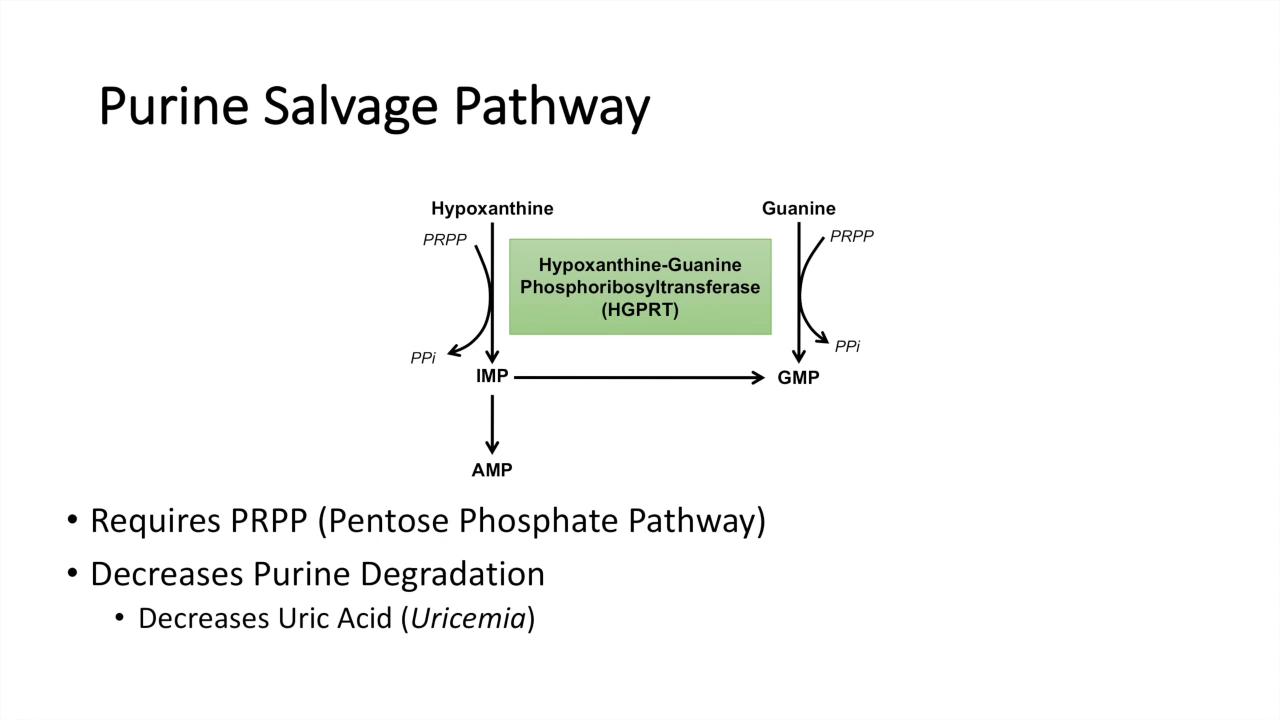 Purine Salvage Pathway
Hypoxanthine
Guanine
PRPP
PRPP
Hypoxanthine-Guanine
Phosphoribosyltransferase
(HGPRT)
PPi
PPi
IMP
GMP
AMP
• Requires PRPP (Pentose Phosphate Pathway)
• Decreases Purine Degradation
• Decreases Uric Acid (Uricemia)